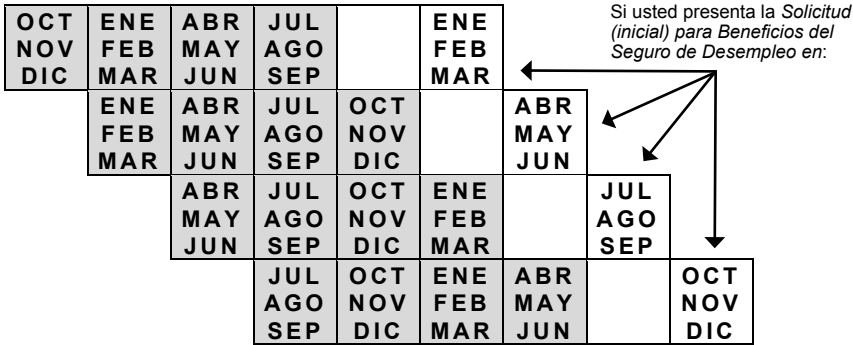 Si usted presenta la Solicitud
(inicial) para Beneficios del
Seguro de Desempleo en:
OCT ENE ABR JUL ENE
NOV FEB MAY AGO FEB
DIC MAR JUN SEP MAR
ENE ABR JUL OCT ABR
FEB MAY AGO NOV MAY
MAR JUN SEP DIC JUN
ABR JUL OCT ENE JUL
MAY AGO NOV FEB AGO
JUN SEP DIC MAR SEP
JUL OCT ENE ABR OCT
AGO NOV FEB MAY NOV
SEP DIC MAR JUN DIC